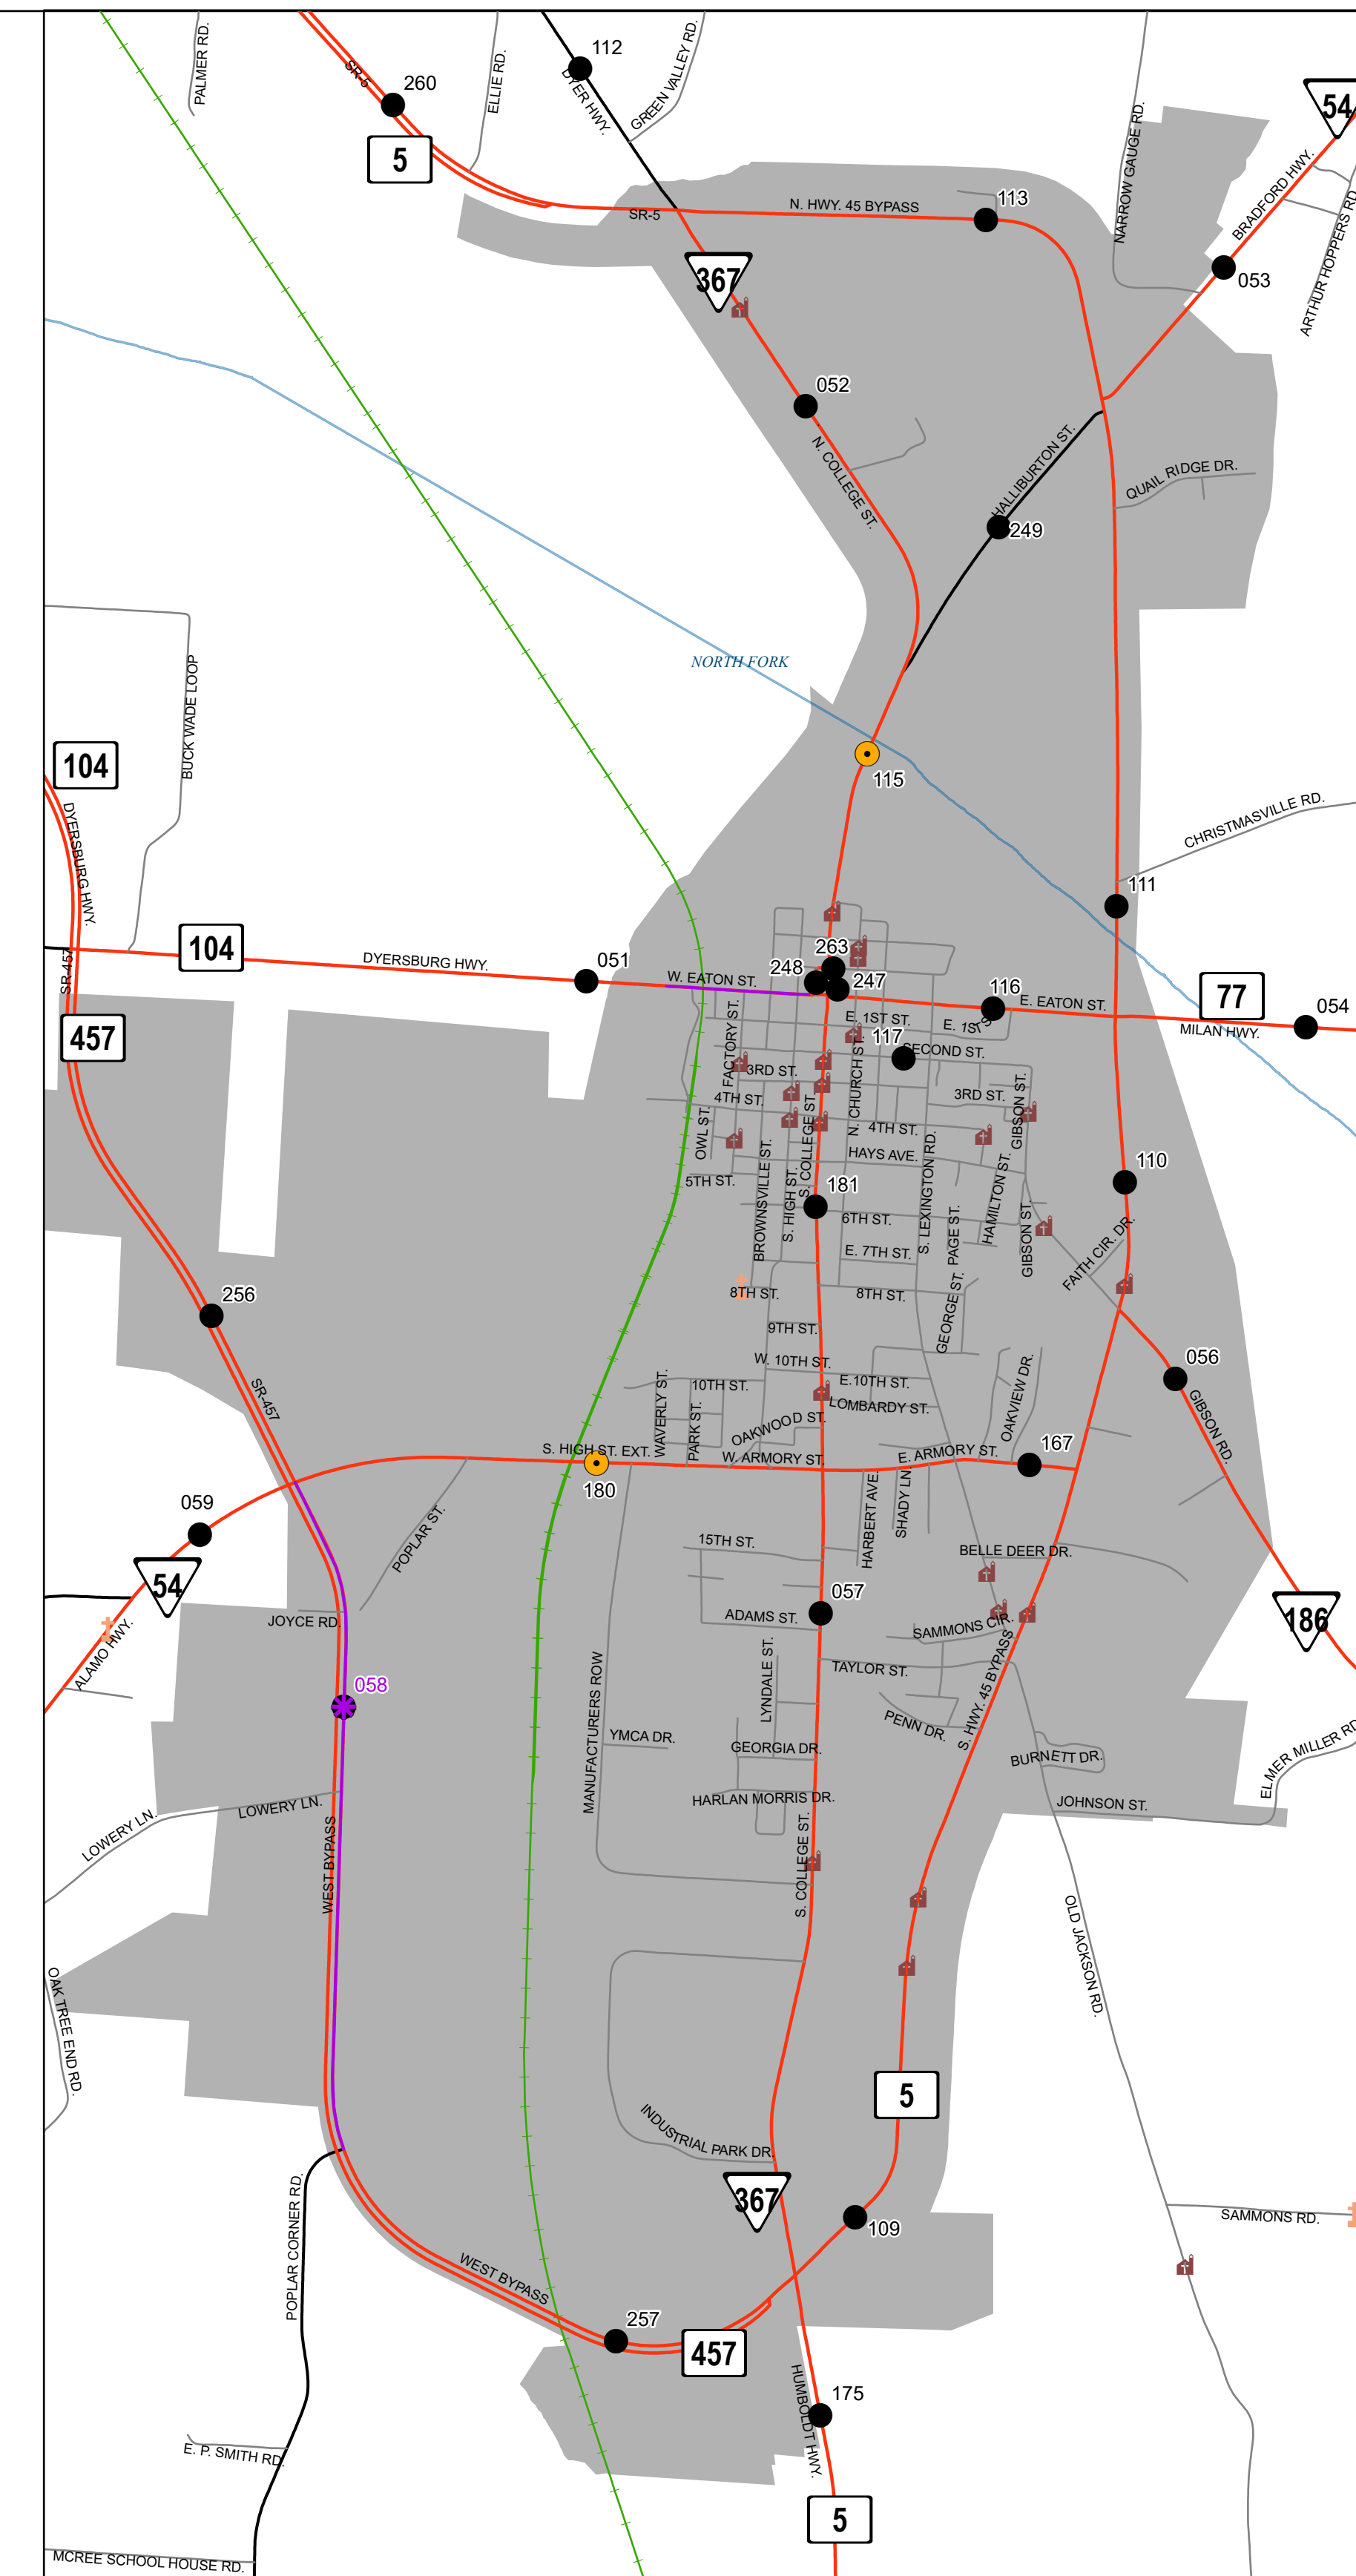 PALMER RD.
SR-5
260
5
ELLIE RD.
112
DYER HWY.
GREEN VALLEY RD.
NARROW GAUGE RD.
54
BRADFORD HWY.
ARTHUR HOPPERS RD.
SR-5
N. HWY. 45 BYPASS
113
053
367
052
N. COLLEGE ST.
HALLIBURTON ST.
249
QUAIL RIDGE DR.
NORTH FORK
BUCK WADE LOOP
104
DYERSBURG HWY.
115
CHRISTMASVILLE RD.
111
104
SR-457
DYERSBURG HWY.
051
W. EATON ST.
248
263
247
116
E. EATON ST.
77
054
MILAN HWY.
457
FACTORY ST.
E. 1ST ST.
E. 1ST
ST
117
SECOND ST.
3RD ST.
3RD ST.
4TH ST.
4TH ST.
N. CHURCH ST.
GIBSON ST.
OWL ST.
S. COLLEGE ST.
HAYS AVE.
5TH ST.
BROWNSVILLE ST.
S. HIGH ST.
181
6TH ST.
S. LEXINGTON RD.
PAGE ST.
HAMILTON ST.
GIBSON ST.
110
FAITH CIR. DR.
E. 7TH ST.
8TH ST.
8TH ST.
GEORGE ST.
256
9TH ST.
W. 10TH ST.
10TH ST.
E.10TH ST.
LOMBARDY ST.
OAKVIEW DR.
056
GIBSON RD.
SR-457
WAVERLY ST.
PARK ST.
OAKWOOD ST.
S. HIGH ST. EXT.
W. ARMORY ST.
E. ARMORY ST.
167
180
059
POPLAR ST.
HARBERT AVE.
SHADY LN.
15TH ST.
BELLE DEER DR.
54
ALAMO HWY.
JOYCE RD.
057
ADAMS ST.
SAMMONS CIR.
186
058
MANUFACTURERS ROW
LYNDALE ST.
TAYLOR ST.
PENN DR.
S. HWY. 45 BYPASS
YMCA DR.
GEORGIA DR.
BURNETT DR.
ELMER MILLER RD.
LOWERY LN.
LOWERY LN.
HARLAN MORRIS DR.
JOHNSON ST.
WEST BYPASS
S. COLLEGE ST.
OLD JACKSON RD.
OAK TREE END RD.
5
INDUSTRIAL PARK DR.
367
POPLAR CORNER RD.
109
SAMMONS RD.
WEST BYPASS
257
457
HUMBOLDT HWY.
175
E. P. SMITH RD.
5
MCREE SCHOOL HOUSE RD.